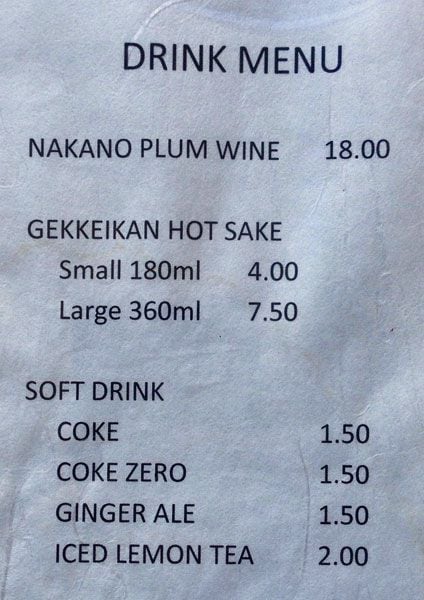 DRINK MENU
NAKANO PLUM WINE 18.00
GEKKEIKAN HOT SAKE
Small 180ml 4.00
Large 360ml 7.50
SOFT DRINK
COKE 1.50
COKE ZERO 1.50
GINGER ALE 1.50
ICED LEMON TEA 2.00